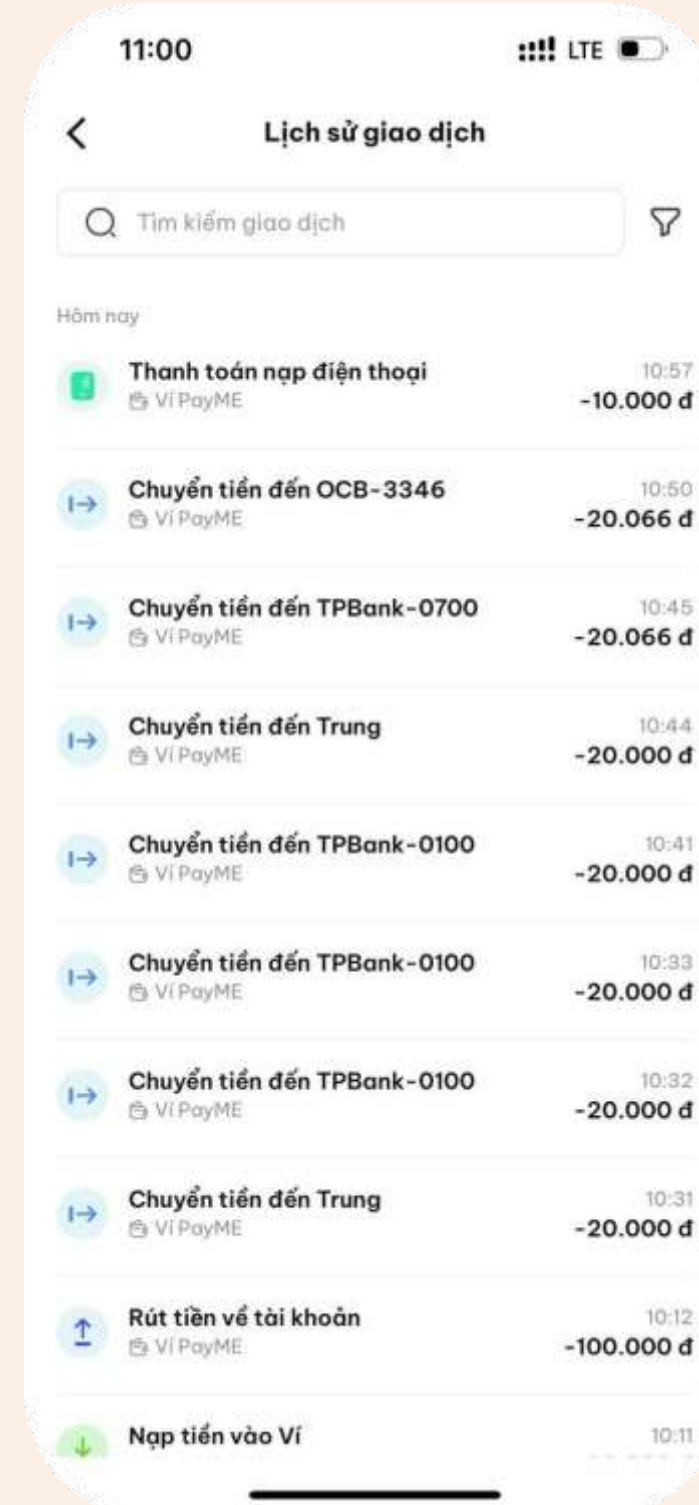 11:00 LTE
Lịch sử giao dịch
Tìm kiếm giao dịch
Hôm nay
Thanh toán nạp điện thoại 10:57
Ví PayME -10.000 đ
Chuyển tiền đến OCB-3346 10:50
Ví PayME -20.066 đ
Chuyển tiền đến TPBank-0700 10:45
Ví PayME -20.066 đ
Chuyển tiền đến Trung 10:44
Ví PayME -20.000 đ
Chuyển tiền đến TPBank-0100 10:41
Ví PayME -20.000 đ
Chuyển tiền đến TPBank-0100 10:33
Ví PayME -20.000 đ
Chuyển tiền đến TPBank-0100 10:32
Ví PayME -20.000 đ
Chuyển tiền đến Trung 10:31
Ví PayME -20.000 đ
Rút tiền về tài khoản 10:12
Ví PayME -100.000 đ
Nạp tiền vào Ví 10:11